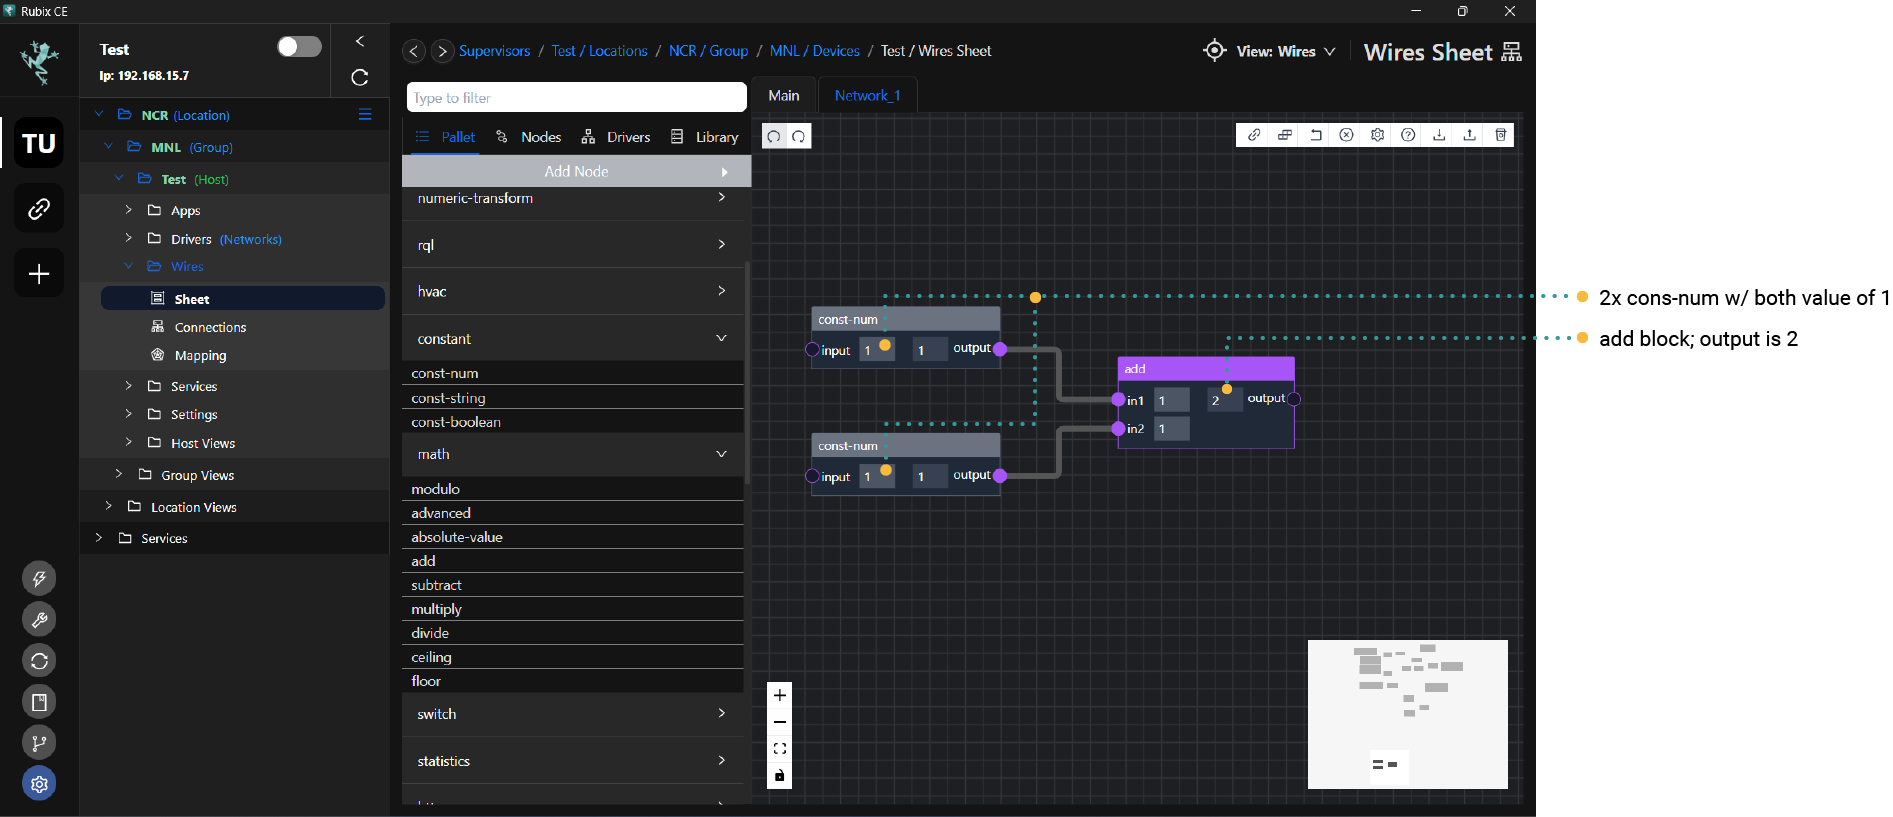 Rubix CE
Test
Ip: 192.168.15.7
TU
NCR (Location)
MNL (Group)
Test (Host)
Apps
Drivers (Networks)
Wires
Sheet
Connections
Mapping
Services
Settings
Host Views
Group Views
Location Views
Services
Supervisors / Test / Locations / NCR / Group / MNL / Devices / Test / Wires Sheet
View: Wires
Wires Sheet
Type to filter
Pallet
Nodes
Drivers
Library
Add Node
numeric-transform
rql
hvac
constant
const-num
const-string
const-boolean
math
modulo
advanced
absolute-value
add
subtract
multiply
divide
ceiling
floor
switch
statistics
Main
Network_1
const-num
input 1 1 output
const-num
input 1 1 output
add
in1 1 2 output
in2 1
2x cons-num w/ both value of 1
add block; output is 2